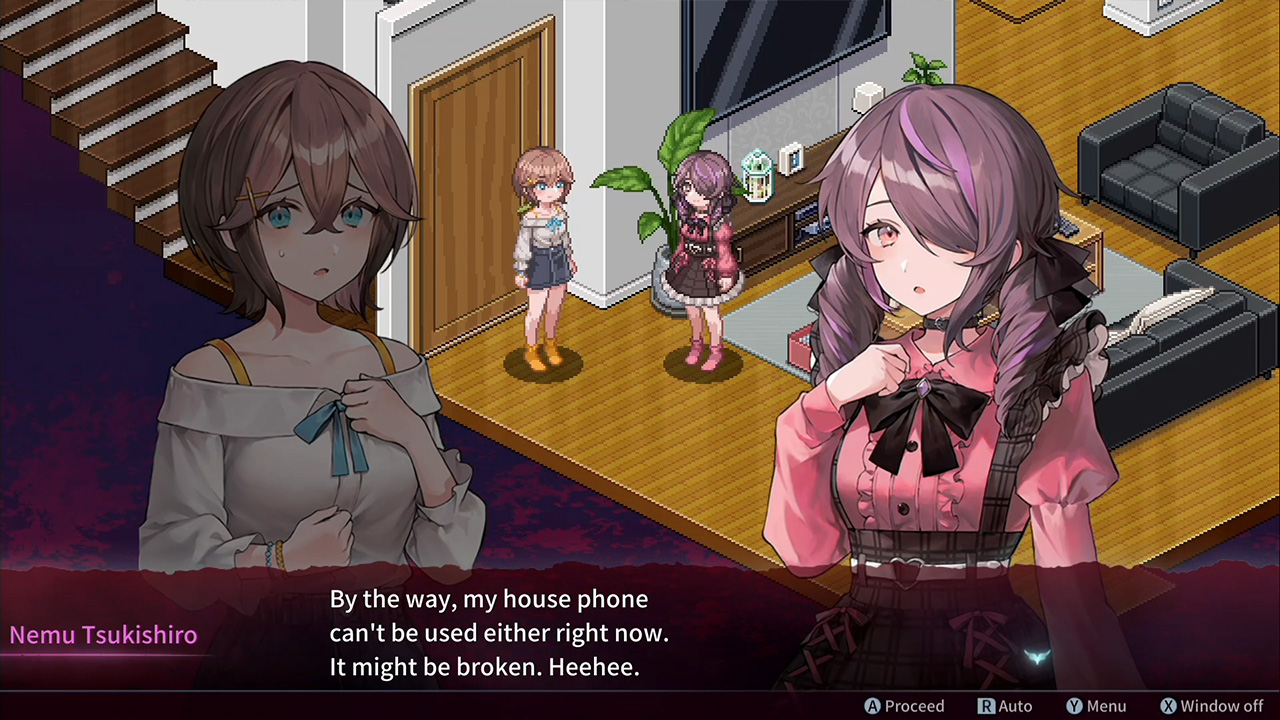 Nemu Tsukishiro
By the way, my house phone
can't be used either right now.
It might be broken. Heehee.
A Proceed R Auto Y Menu X Window off